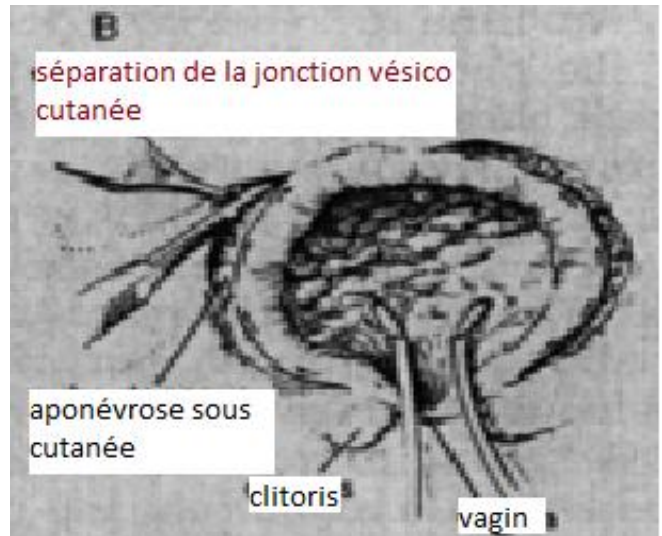 B
séparation de la jonction vésico
cutanée
aponévrose sous
cutanée
clitoris
vagin